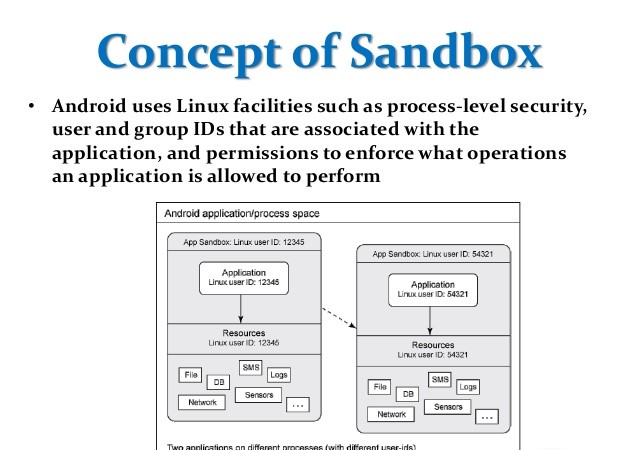 Concept of Sandbox
• Android uses Linux facilities such as process-level security,
user and group IDs that are associated with the
application, and permissions to enforce what operations
an application is allowed to perform
Android application/process space
App Sandbox: Linux user ID: 12345
Application
Linux user ID: 12345
Resources
Linux user ID: 12345
File
DB
SMS
Logs
Network
Sensors
...
App Sandbox: Linux user ID: 54321
Application
Linux user ID: 54321
Resources
Linux user ID: 54321
File
DB
SMS
Logs
Network
Sensors
...
Two applications on different processes (with different user-ids)